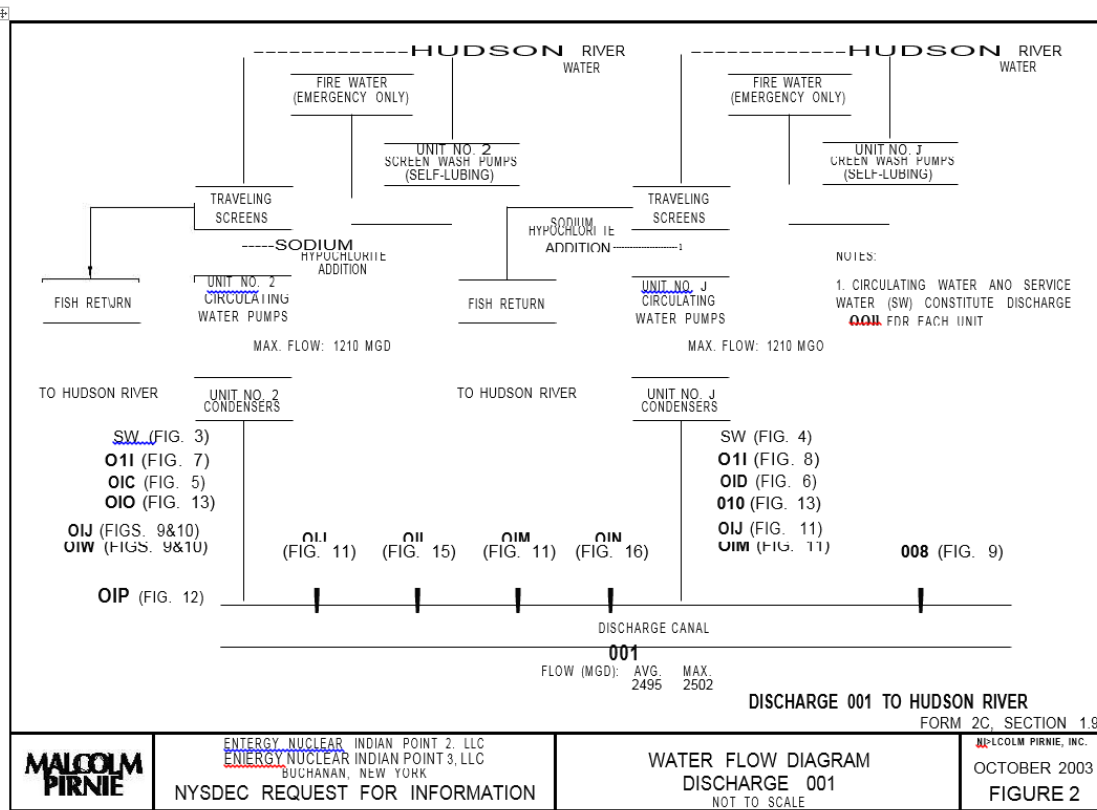 HUDSON RIVER
WATER
HUDSON RIVER
WATER
FIRE WATER
(EMERGENCY ONLY)
FIRE WATER
(EMERGENCY ONLY)
UNIT NO. 2
SCREEN WASH PUMPS
(SELF-LUBING)
UNIT NO. J
CREEN WASH PUMPS
(SELF-LUBING)
TRAVELING
SCREENS
TRAVELING
SCREENS
-----SODIUM
HYPOCHLORITE
ADDITION
SODIUM
HYPOCHLORI TE
ADDITION
1
FISH RETURN
UNIT NO. 2
CIRCULATING
WATER PUMPS
FISH RETURN
UNIT NO. J
CIRCULATING
WATER PUMPS
NOTES:
1. CIRCULATING WATER ANO SERVICE
WATER (SW) CONSTITUTE DISCHARGE
001I FDR EACH UNIT
MAX. FLOW: 1210 MGD
MAX. FLOW: 1210 MGO
TO HUDSON RIVER
UNIT NO. 2
CONDENSERS
TO HUDSON RIVER
UNIT NO. J
CONDENSERS
SW (FIG. 3)
O1I (FIG. 7)
OIC (FIG. 5)
OIO (FIG. 13)
OIJ (FIGS. 9&10)
OIW (FIGS. 9&10)
OIP (FIG. 12)
OIJ
(FIG. 11)
OIL
(FIG. 15)
OIM
(FIG. 11)
OIN
(FIG. 16)
SW (FIG. 4)
O1I (FIG. 8)
OID (FIG. 6)
010 (FIG. 13)
OIJ (FIG. 11)
OIM (FIG. 11)
008 (FIG. 9)
DISCHARGE CANAL
001
FLOW (MGD): AVG. MAX.
2495 2502
DISCHARGE 001 TO HUDSON RIVER
FORM 2C, SECTION 1.9
MALCOLM
PIRNIE
ENTERGY NUCLEAR INDIAN POINT 2. LLC
ENIERGY NUCLEAR INDIAN POINT 3, LLC
BUCHANAN, NEW YORK
NYSDEC REQUEST FOR INFORMATION
WATER FLOW DIAGRAM
DISCHARGE 001
NOT TO SCALE
LCOLM PIRNIE, INC.
OCTOBER 2003
FIGURE 2